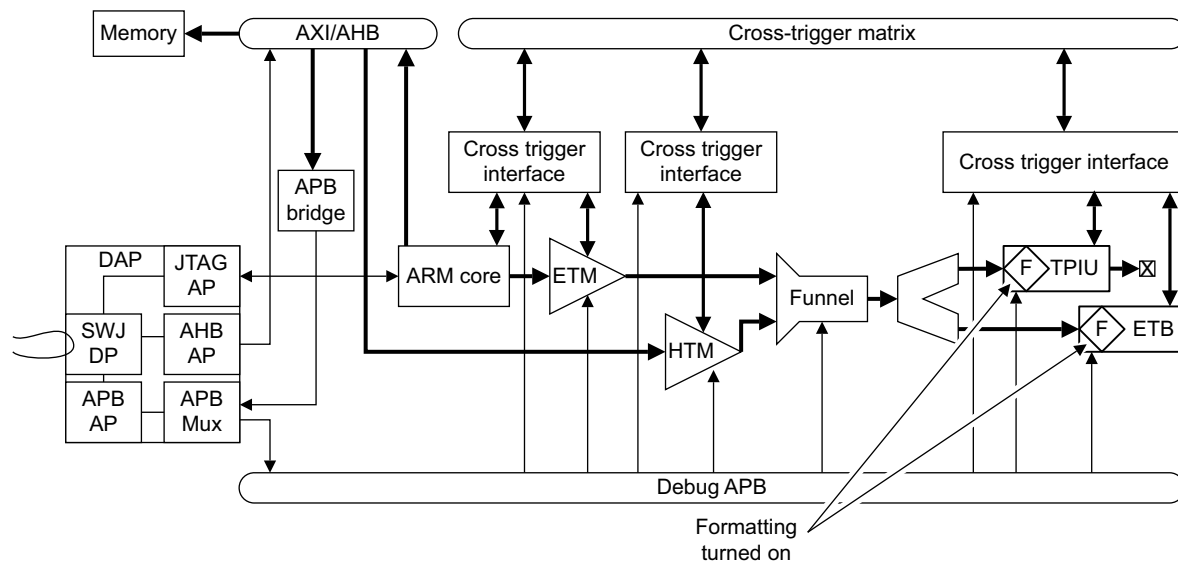 Memory
AXI/AHB
Cross-trigger matrix
Cross trigger
interface
Cross trigger
interface
Cross trigger interface
APB
bridge
DAP
JTAG
AP
ARM core
ETM
Funnel
F
TPIU
X
SWJ
DP
AHB
AP
HTM
F
ETB
APB
AP
APB
Mux
Debug APB
Formatting
turned on